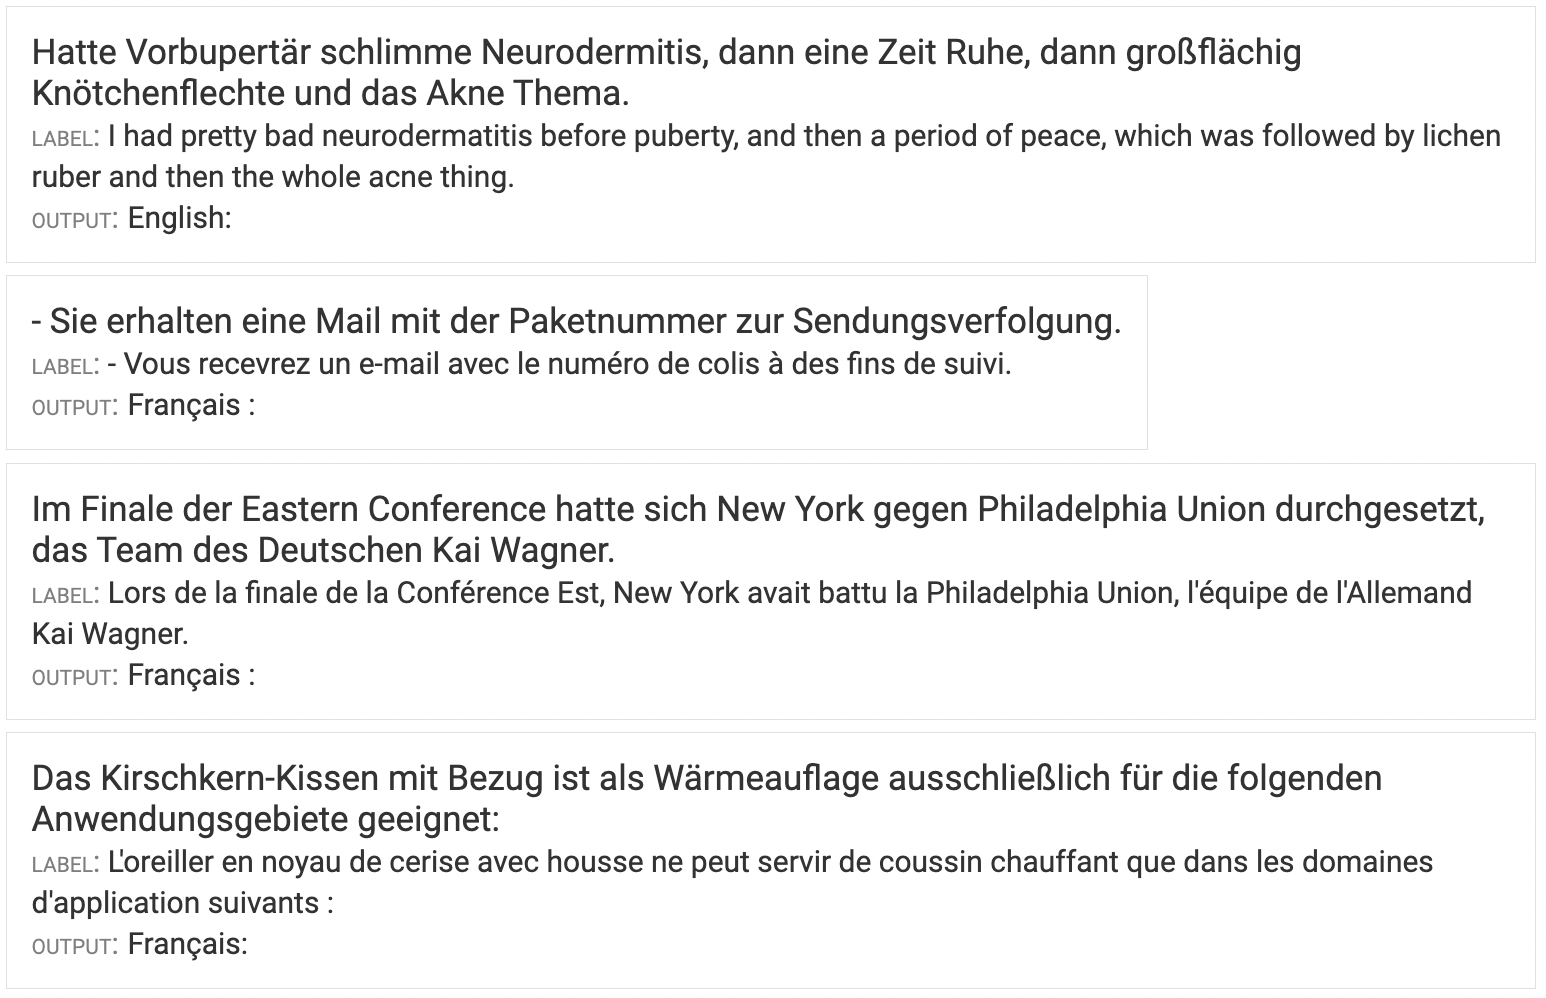 Hatte Vorbupertär schlimme Neurodermitis, dann eine Zeit Ruhe, dann großflächig
Knötchenflechte und das Akne Thema.
LABEL: I had pretty bad neurodermatitis before puberty, and then a period of peace, which was followed by lichen
ruber and then the whole acne thing.
OUTPUT: English:
- Sie erhalten eine Mail mit der Paketnummer zur Sendungsverfolgung.
LABEL: - Vous recevrez un e-mail avec le numéro de colis à des fins de suivi.
OUTPUT: Français :
Im Finale der Eastern Conference hatte sich New York gegen Philadelphia Union durchgesetzt,
das Team des Deutschen Kai Wagner.
LABEL: Lors de la finale de la Conférence Est, New York avait battu la Philadelphia Union, l'équipe de l'Allemand
Kai Wagner.
OUTPUT: Français :
Das Kirschkern-Kissen mit Bezug ist als Wärmeauflage ausschließlich für die folgenden
Anwendungsgebiete geeignet:
LABEL: L'oreiller en noyau de cerise avec housse ne peut servir de coussin chauffant que dans les domaines
d'application suivants :
OUTPUT: Français: